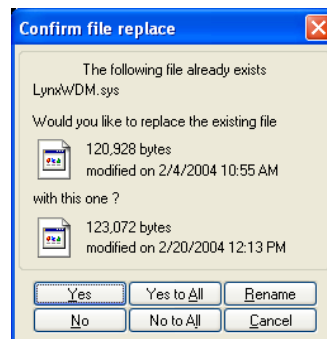 Confirm file replace
The following file already exists
LynxWDM.sys
Would you like to replace the existing file
120,928 bytes
modified on 2/4/2004 10:55 AM
with this one ?
123,072 bytes
modified on 2/20/2004 12:13 PM
Yes Yes to All Rename
No No to All Cancel